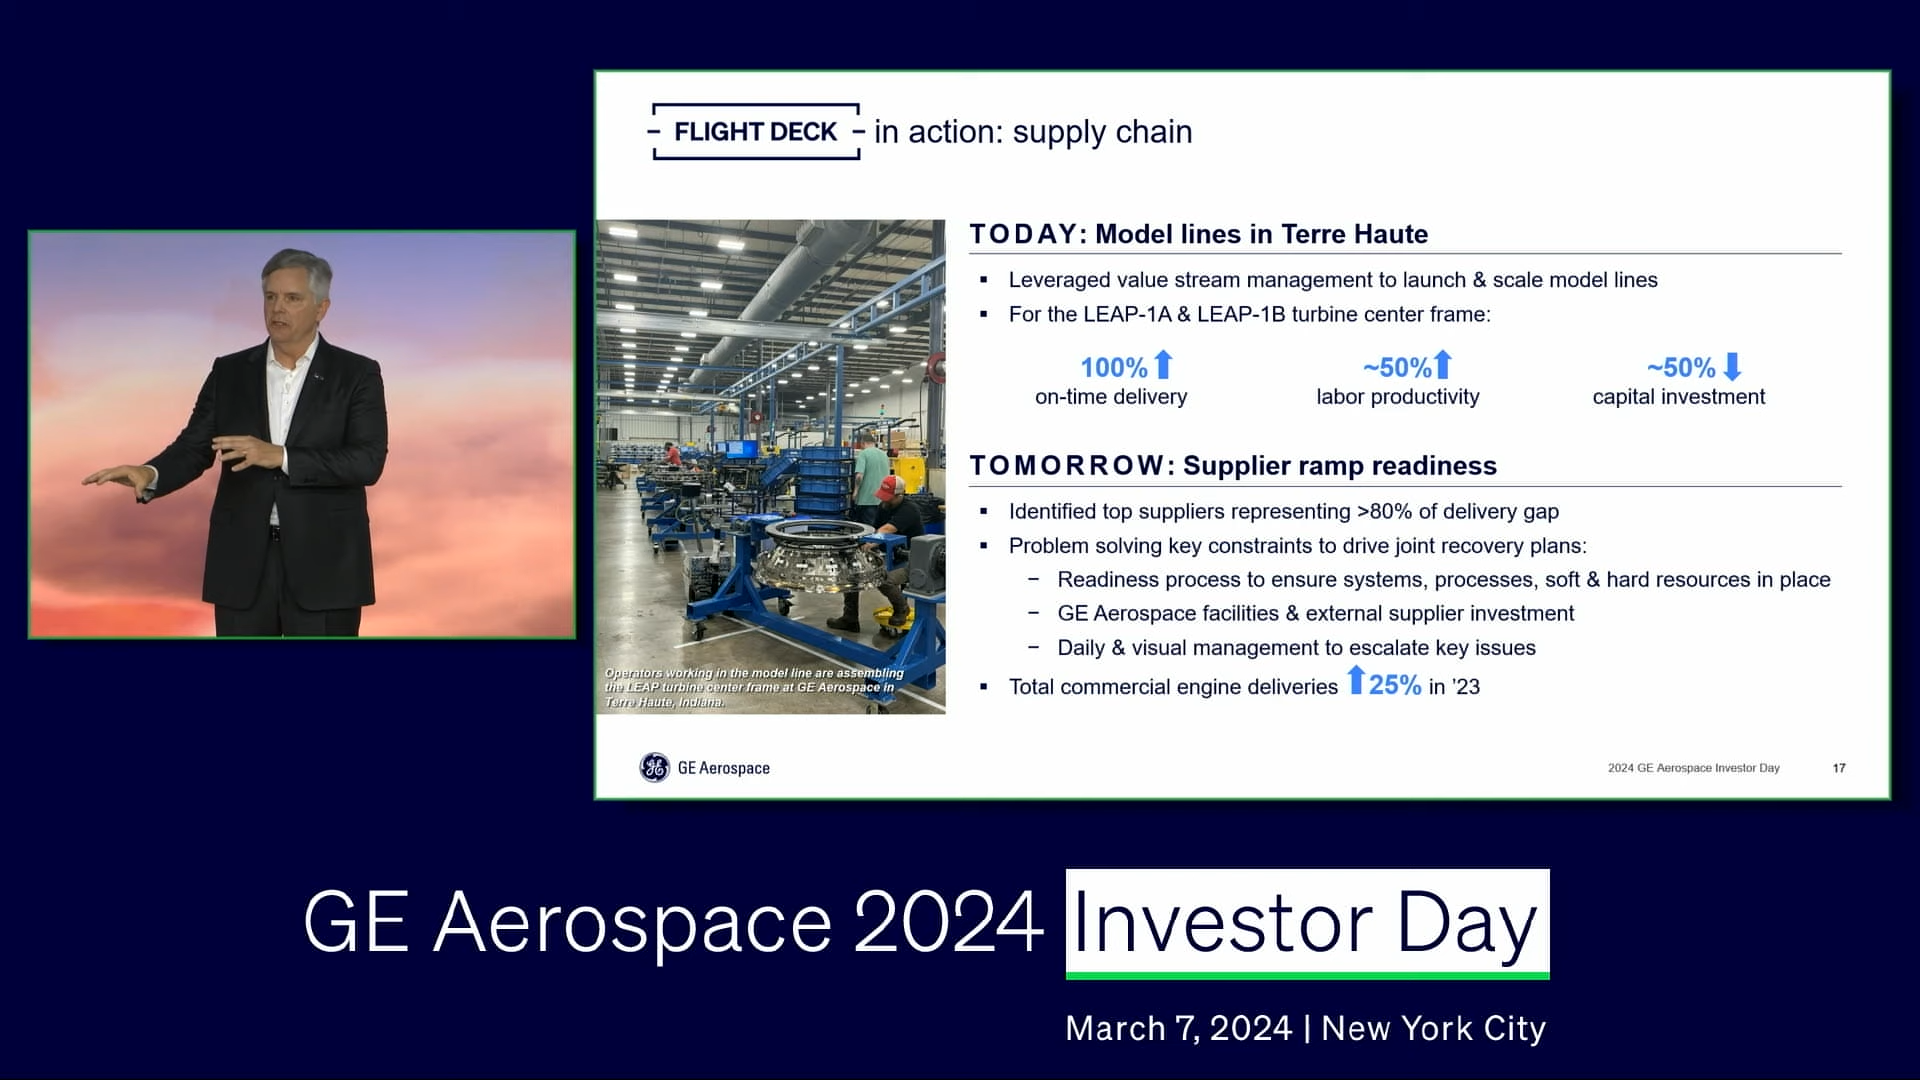 FLIGHT DECK in action: supply chain
TODAY: Model lines in Terre Haute
▪ Leveraged value stream management to launch & scale model lines
▪ For the LEAP-1A & LEAP-1B turbine center frame:
100%⬆ ~50%⬆ ~50%⬇
on-time delivery labor productivity capital investment
TOMORROW: Supplier ramp readiness
▪ Identified top suppliers representing >80% of delivery gap
▪ Problem solving key constraints to drive joint recovery plans:
– Readiness process to ensure systems, processes, soft & hard resources in place
– GE Aerospace facilities & external supplier investment
– Daily & visual management to escalate key issues
▪ Total commercial engine deliveries ⬆25% in ’23
Operators working in the model line are assembling
the LEAP turbine center frame at GE Aerospace in
Terre Haute, Indiana.
GE Aerospace
2024 GE Aerospace Investor Day 17
GE Aerospace 2024 Investor Day
March 7, 2024 | New York City